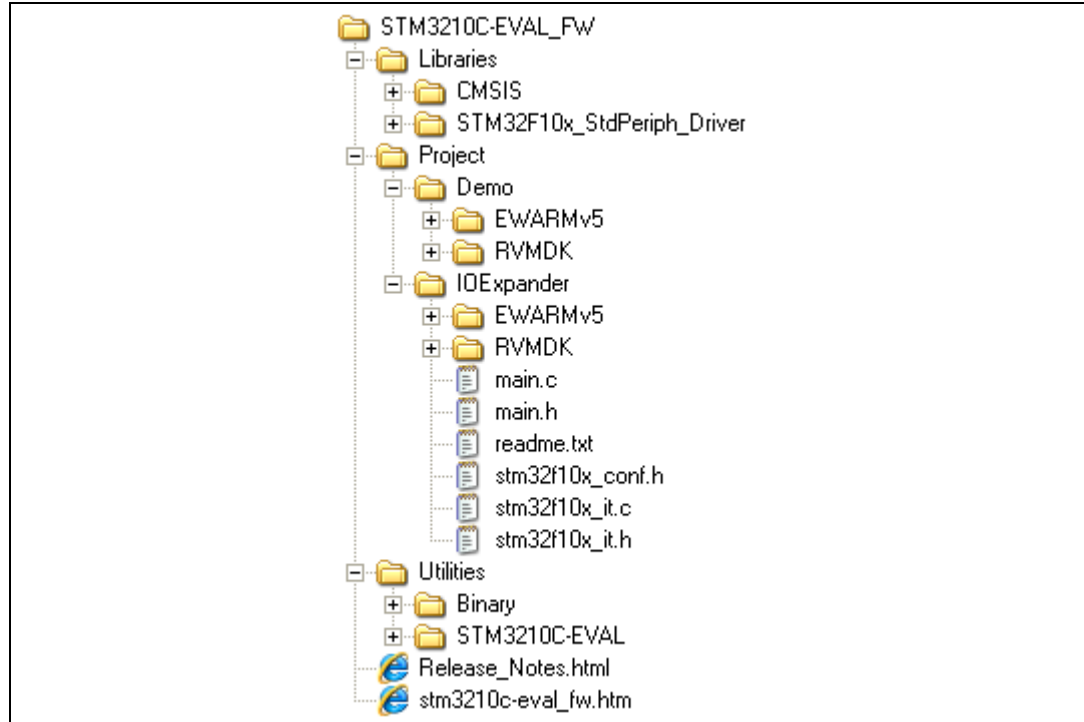 STM3210C-EVAL_FW
Libraries
CMSIS
STM32F10x_StdPeriph_Driver
Project
Demo
EWARMv5
RVMDK
IOExpander
EWARMv5
RVMDK
main.c
main.h
readme.txt
stm32f10x_conf.h
stm32f10x_it.c
stm32f10x_it.h
Utilities
Binary
STM3210C-EVAL
Release_Notes.html
stm3210c-eval_fw.htm